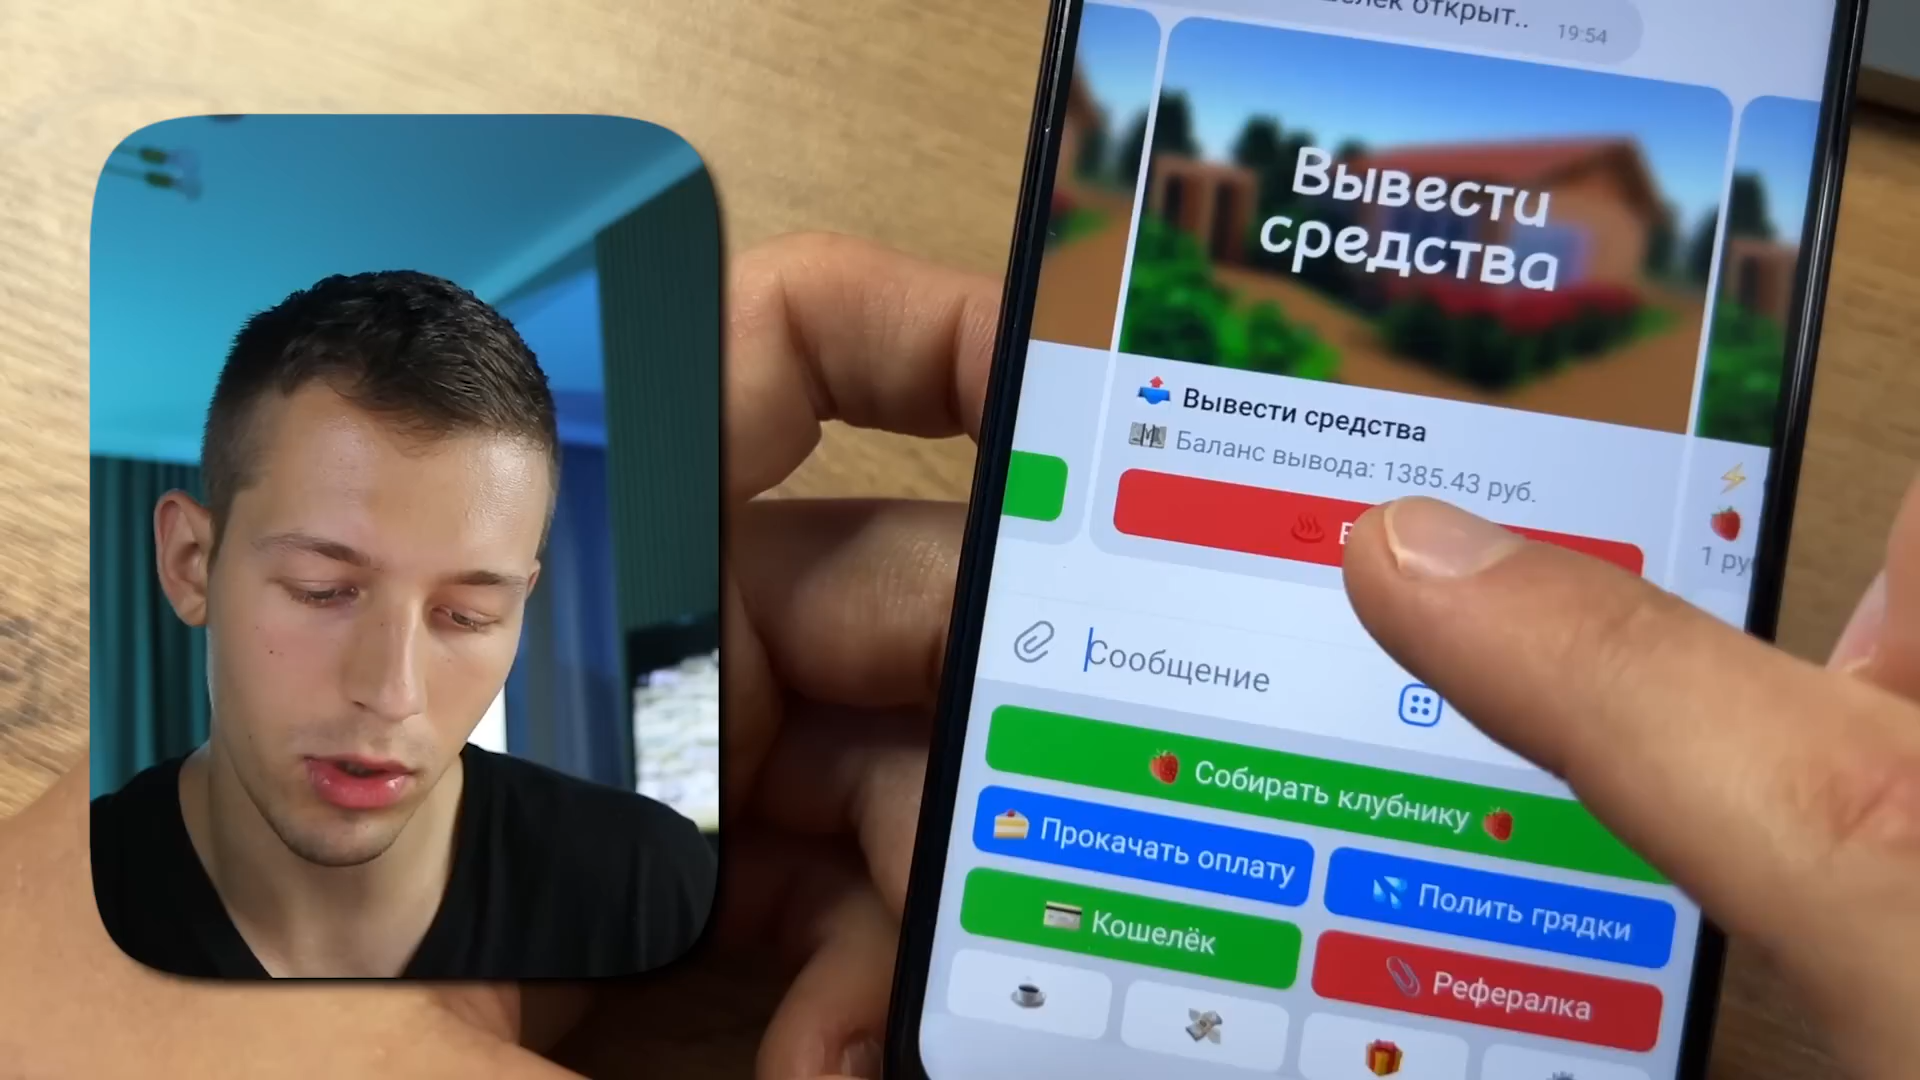 открыт..
19:54
Вывести
средства
Вывести средства
Баланс вывода: 1385.43 руб.
Сообщение
Собирать клубнику
Прокачать оплату
Полить грядки
Кошелёк
Рефералка